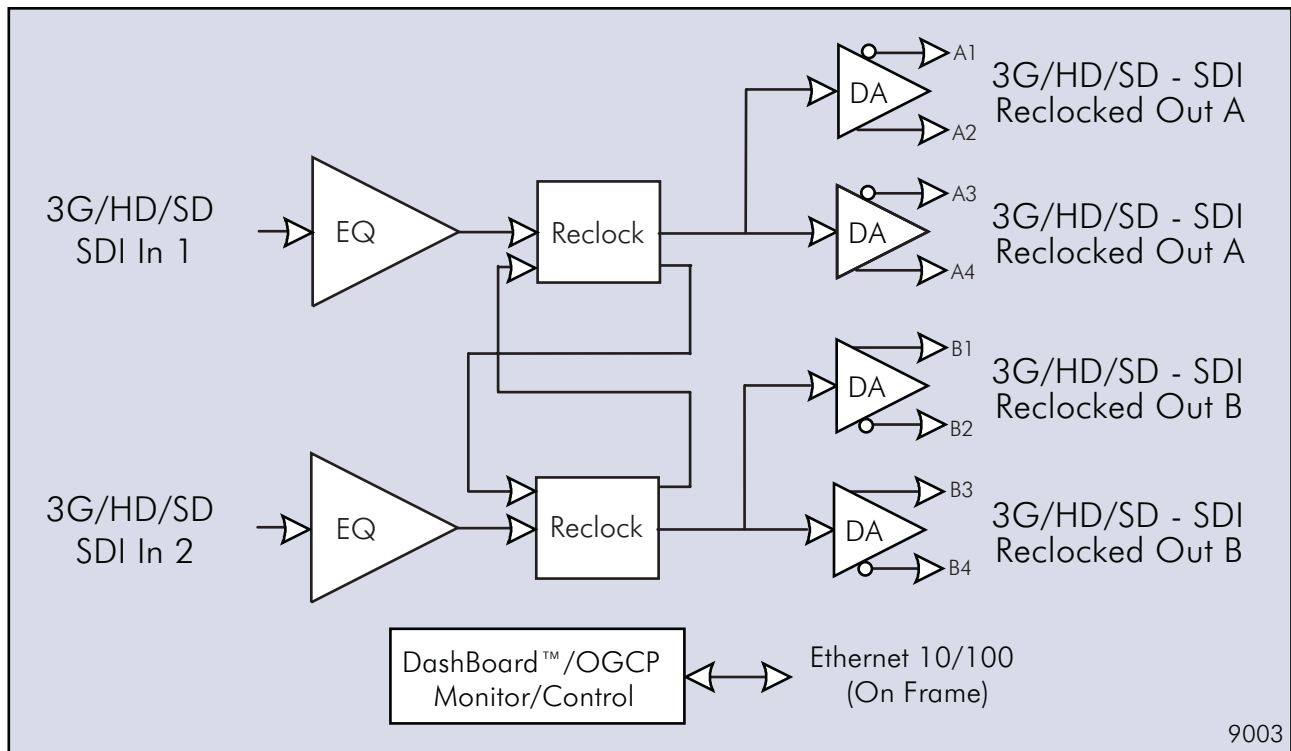 3G/HD/SD
SDI In 1
EQ
Reclock
DA
A1
A2
3G/HD/SD - SDI
Reclocked Out A
DA
A3
A4
3G/HD/SD - SDI
Reclocked Out A
DA
B1
B2
3G/HD/SD - SDI
Reclocked Out B
3G/HD/SD
SDI In 2
EQ
Reclock
DA
B3
B4
3G/HD/SD - SDI
Reclocked Out B
DashBoard™/OGCP
Monitor/Control
Ethernet 10/100
(On Frame)
9003